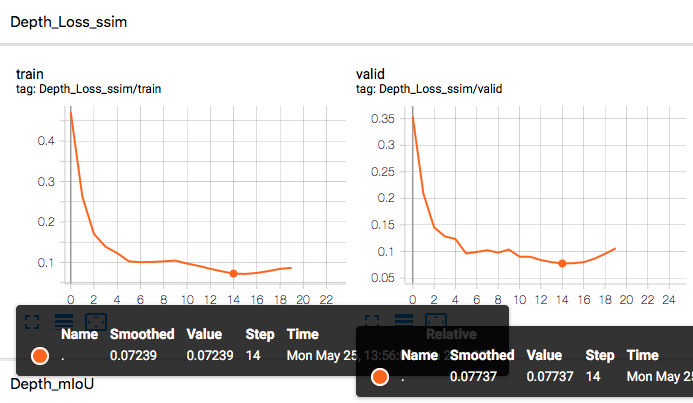 Depth_Loss_ssim
train
tag: Depth_Loss_ssim/train
0.4
0.3
0.2
0.1
0 2 4 6 8 10 12 14 16 18 20 22
valid
tag: Depth_Loss_ssim/valid
0.35
0.3
0.25
0.2
0.15
0.1
0.05
0 2 4 6 8 10 12 14 16 18 20 22 24
Name Smoothed Value Step Time Relative
. 0.07239 0.07239 14 Mon May 25, 13:56:
Name Smoothed Value Step Time
. 0.07737 0.07737 14 Mon May 25
Depth_mIoU